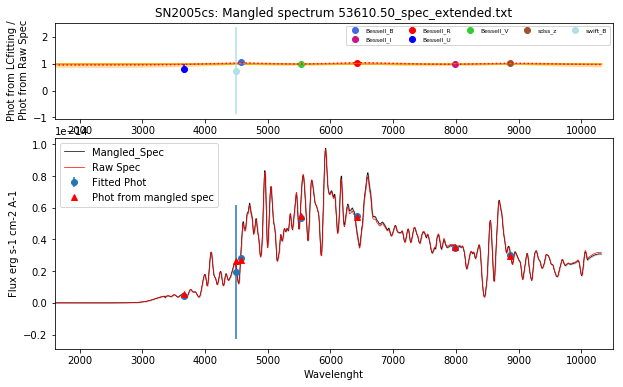 SN2005cs: Mangled spectrum 53610.50_spec_extended.txt
Phot from LCfitting /
Phot from Raw Spec
2
1
0
−1
Bessell_B
Bessell_I
Bessell_R
Bessell_U
Bessell_V
sdss_z
swift_B
2000 3000 4000 5000 6000 7000 8000 9000 10000
1e−14
Flux erg s-1 cm-2 A-1
1.0
0.8
0.6
0.4
0.2
0.0
−0.2
Mangled_Spec
Raw Spec
Fitted Phot
Phot from mangled spec
2000 3000 4000 5000 6000 7000 8000 9000 10000
Wavelenght